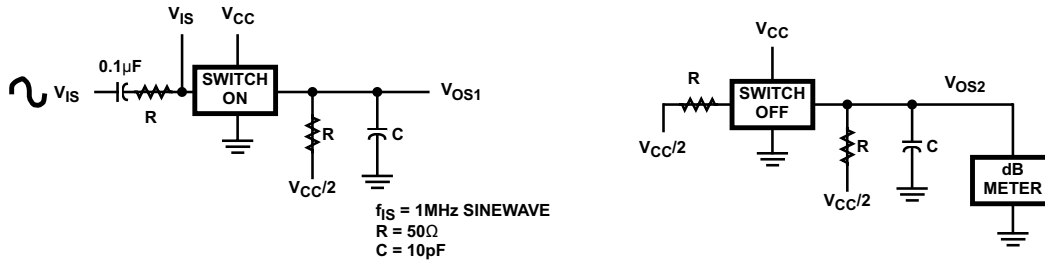 V_IS V_CC
0.1µF
V_IS
R
SWITCH
ON
V_OS1
R
C
V_CC/2
f_IS = 1MHz SINEWAVE
R = 50Ω
C = 10pF
V_CC
R
SWITCH
OFF
V_OS2
V_CC/2
R
C
V_CC/2
dB
METER